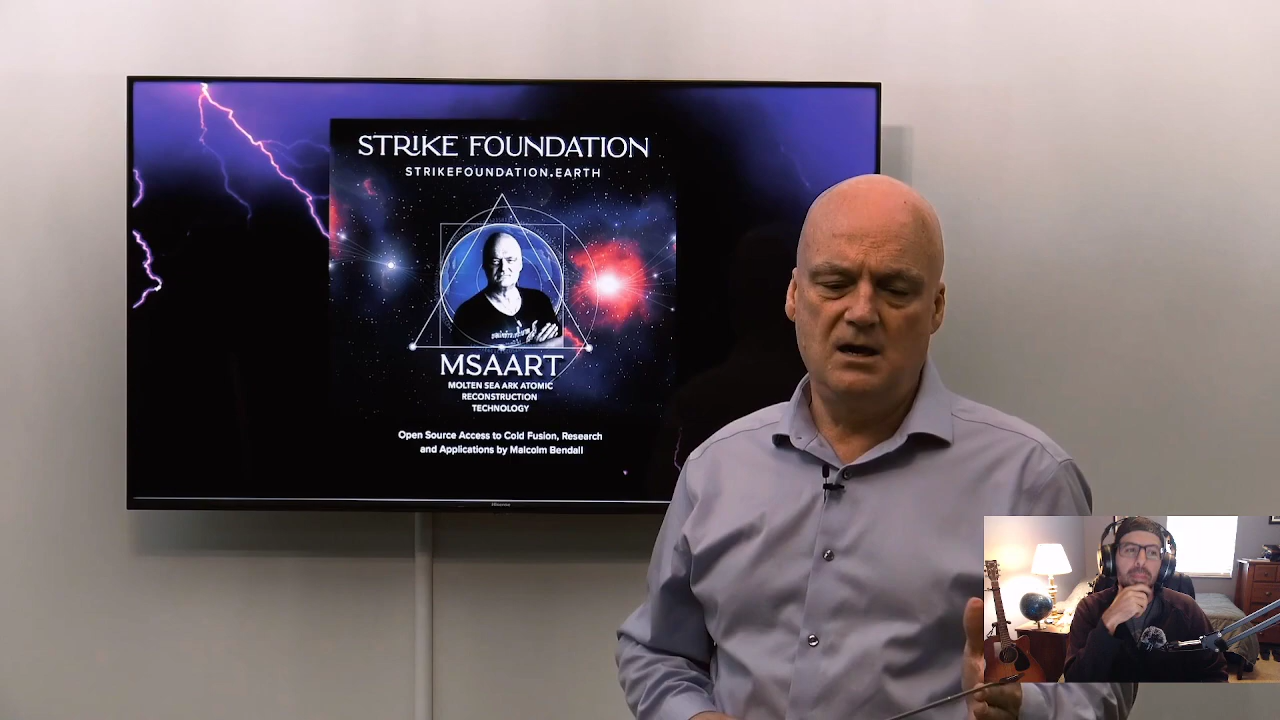 STRIKE FOUNDATION
STRIKEFOUNDATION.EARTH
MSAART
MOLTEN SEA ARK ATOMIC
RECONSTRUCTION
TECHNOLOGY
Open Source Access to Cold Fusion, Research
and Applications by Malcolm Bendall
Hisense